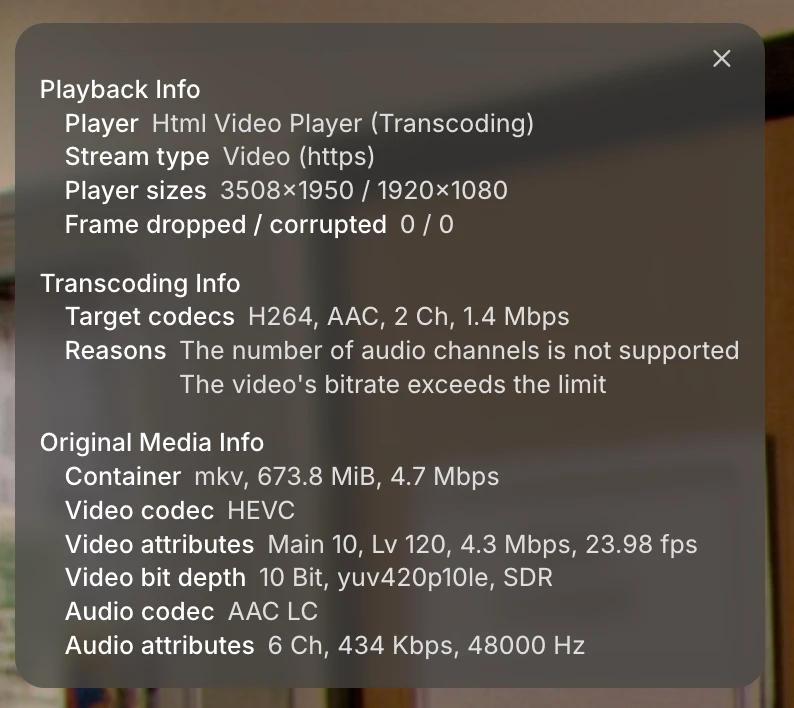 Playback Info
Player Html Video Player (Transcoding)
Stream type Video (https)
Player sizes 3508×1950 / 1920×1080
Frame dropped / corrupted 0 / 0
Transcoding Info
Target codecs H264, AAC, 2 Ch, 1.4 Mbps
Reasons The number of audio channels is not supported
The video's bitrate exceeds the limit
Original Media Info
Container mkv, 673.8 MiB, 4.7 Mbps
Video codec HEVC
Video attributes Main 10, Lv 120, 4.3 Mbps, 23.98 fps
Video bit depth 10 Bit, yuv420p10le, SDR
Audio codec AAC LC
Audio attributes 6 Ch, 434 Kbps, 48000 Hz